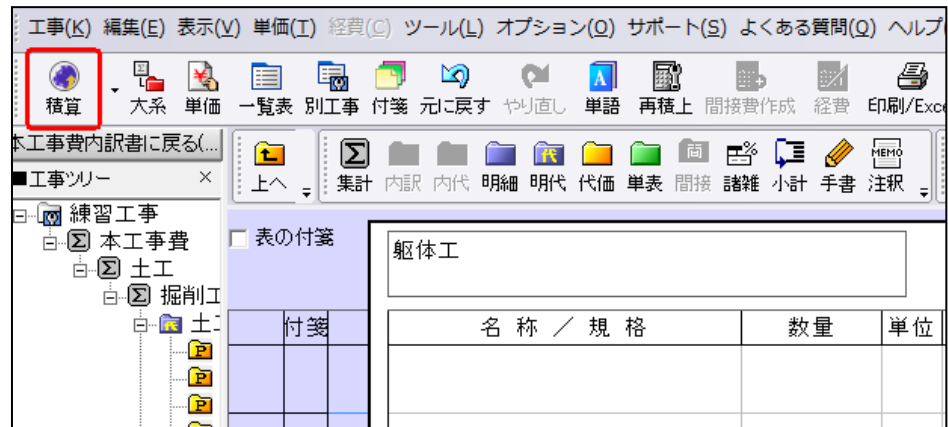 工事(K) 編集(E) 表示(V) 単価(T) 経費(C) ツール(L) オプション(O) サポート(S) よくある質問(Q) ヘルプ
積算 大系 単価 一覧表 別工事 付箋 元に戻す やり直し 単語 再積上 間接費作成 経費 印刷/Exce
本工事費内訳書に戻る(...
■工事ツリー ×
上へ 集計 内訳 内代 明細 明代 代価 単表 間接 諸雑 小計 手書 注釈
練習工事
本工事費
土工
掘削工
土工
表の付箋
躯体工
付箋 名 称 / 規 格 数量 単位